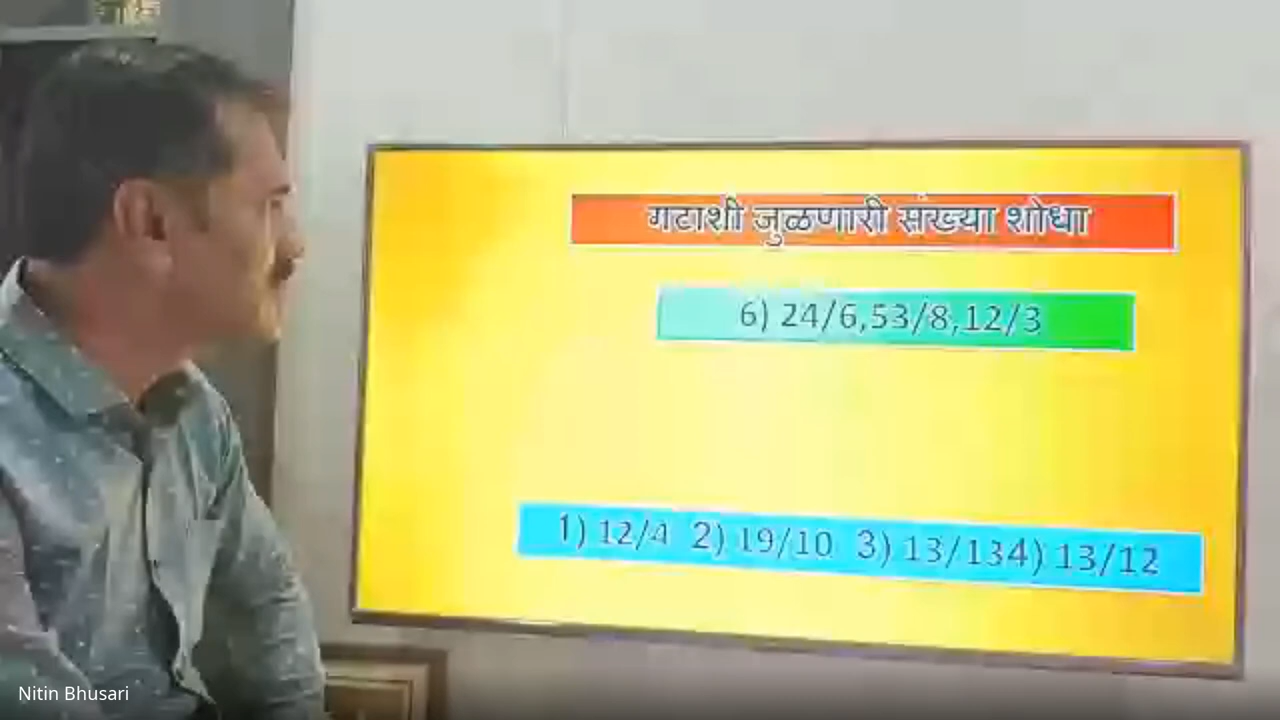 गटाशी जुळणारी संख्या शोधा
6) 24/6,53/8,12/3
1) 12/4 2) 19/10 3) 13/134) 13/12
Nitin Bhusari